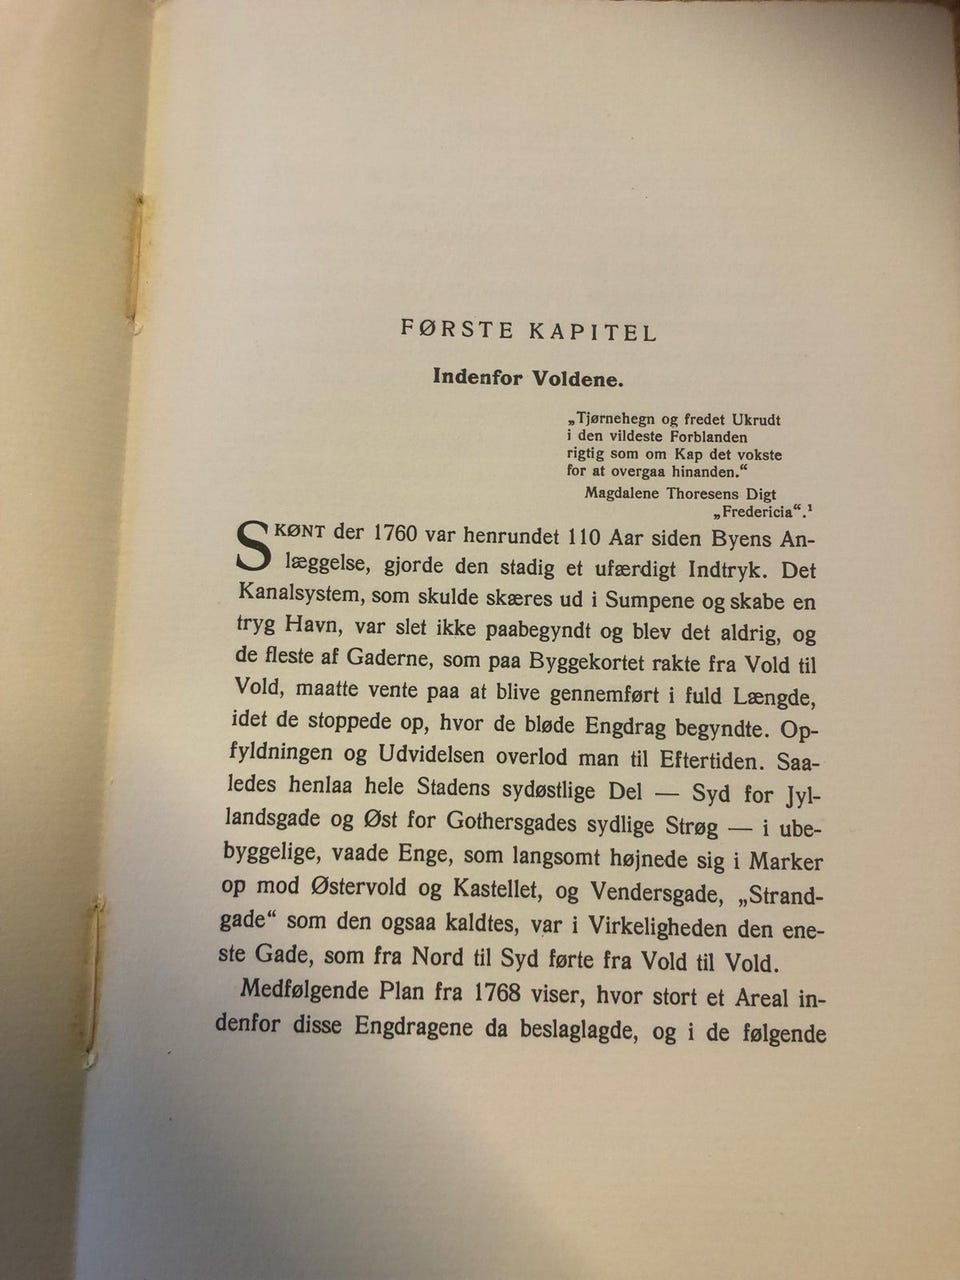 FØRSTE KAPITEL
Indenfor Voldene.
„Tjørnehegn og fredet Ukrudt
i den vildeste Forblanden
rigtig som om Kap det vokste
for at overgaa hinanden.“
Magdalene Thoresens Digt
„Fredericia“.¹
SKØNT der 1760 var henrundet 110 Aar siden Byens An-
læggelse, gjorde den stadig et ufærdigt Indtryk. Det
Kanalsystem, som skulde skæres ud i Sumpene og skabe en
tryg Havn, var slet ikke paabegyndt og blev det aldrig, og
de fleste af Gaderne, som paa Byggekortet rakte fra Vold til
Vold, maatte vente paa at blive gennemført i fuld Længde,
idet de stoppede op, hvor de bløde Engdrag begyndte. Op-
fyldningen og Udvidelsen overlod man til Eftertiden. Saa-
ledes henlaa hele Stadens sydøstlige Del — Syd for Jyl-
landsgade og Øst for Gothersgades sydlige Strøg — i ube-
byggelige, vaade Enge, som langsomt højnede sig i Marker
op mod Østervold og Kastellet, og Vendersgade, „Strand-
gade“ som den ogsaa kaldtes, var i Virkeligheden den ene-
ste Gade, som fra Nord til Syd førte fra Vold til Vold.
Medfølgende Plan fra 1768 viser, hvor stort et Areal in-
denfor disse Engdragene da beslaglagde, og i de følgende